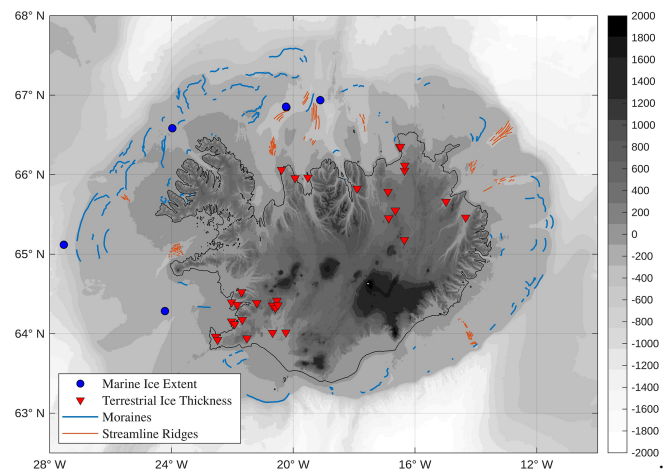 68° N
67° N
66° N
65° N
64° N
63° N
28° W
24° W
20° W
16° W
12° W
Marine Ice Extent
Terrestrial Ice Thickness
Moraines
Streamline Ridges
2000
1800
1600
1400
1200
1000
800
600
400
200
0
-200
-400
-600
-800
-1000
-1200
-1400
-1600
-1800
-2000
.